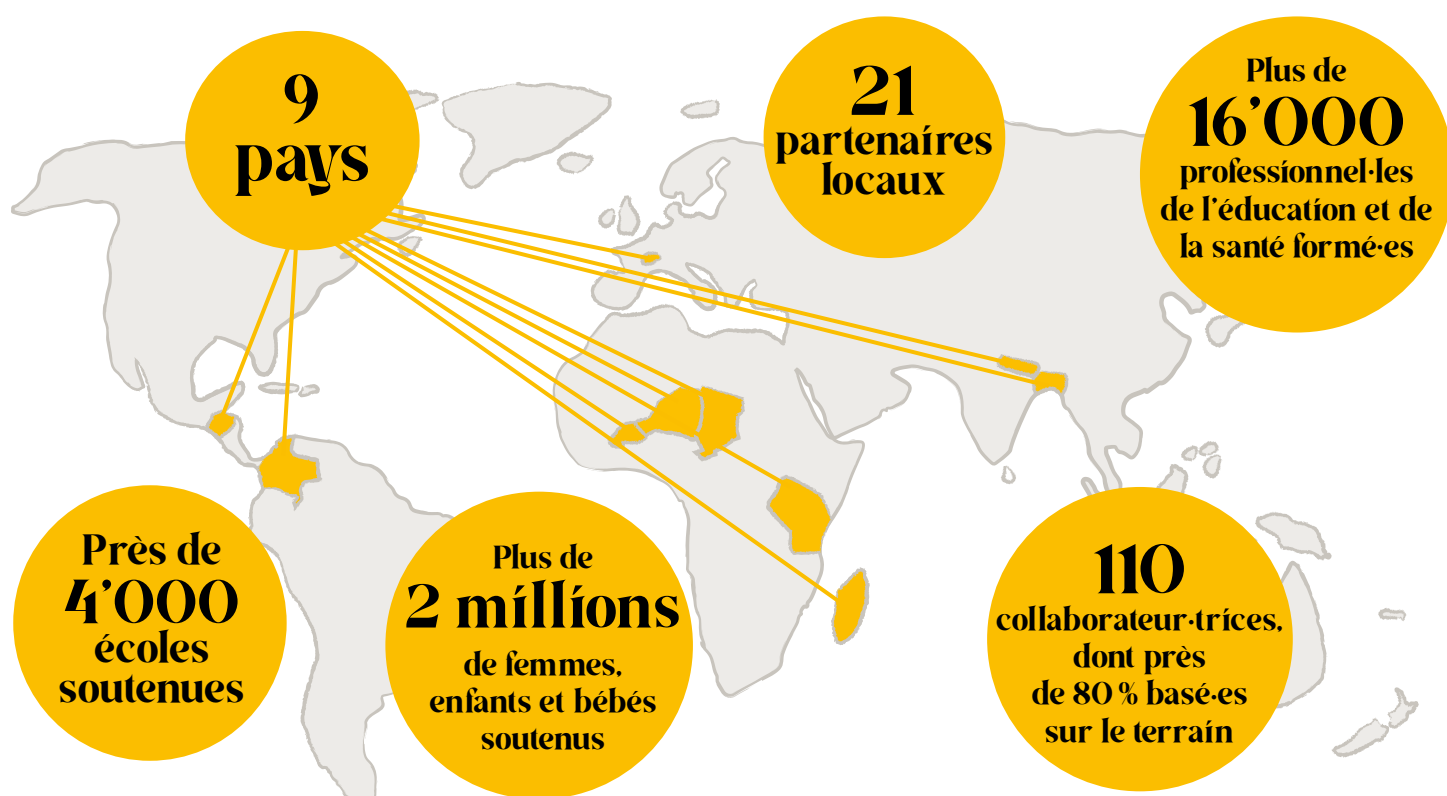 9
pays
21
partenaires
locaux
Plus de
16’000
professionnel·les
de l’éducation et de
la santé formé·es
Près de
4’000
écoles
soutenues
Plus de
2 millions
de femmes,
enfants et bébés
soutenus
110
collaborateur·trices,
dont près
de 80 % basé·es
sur le terrain